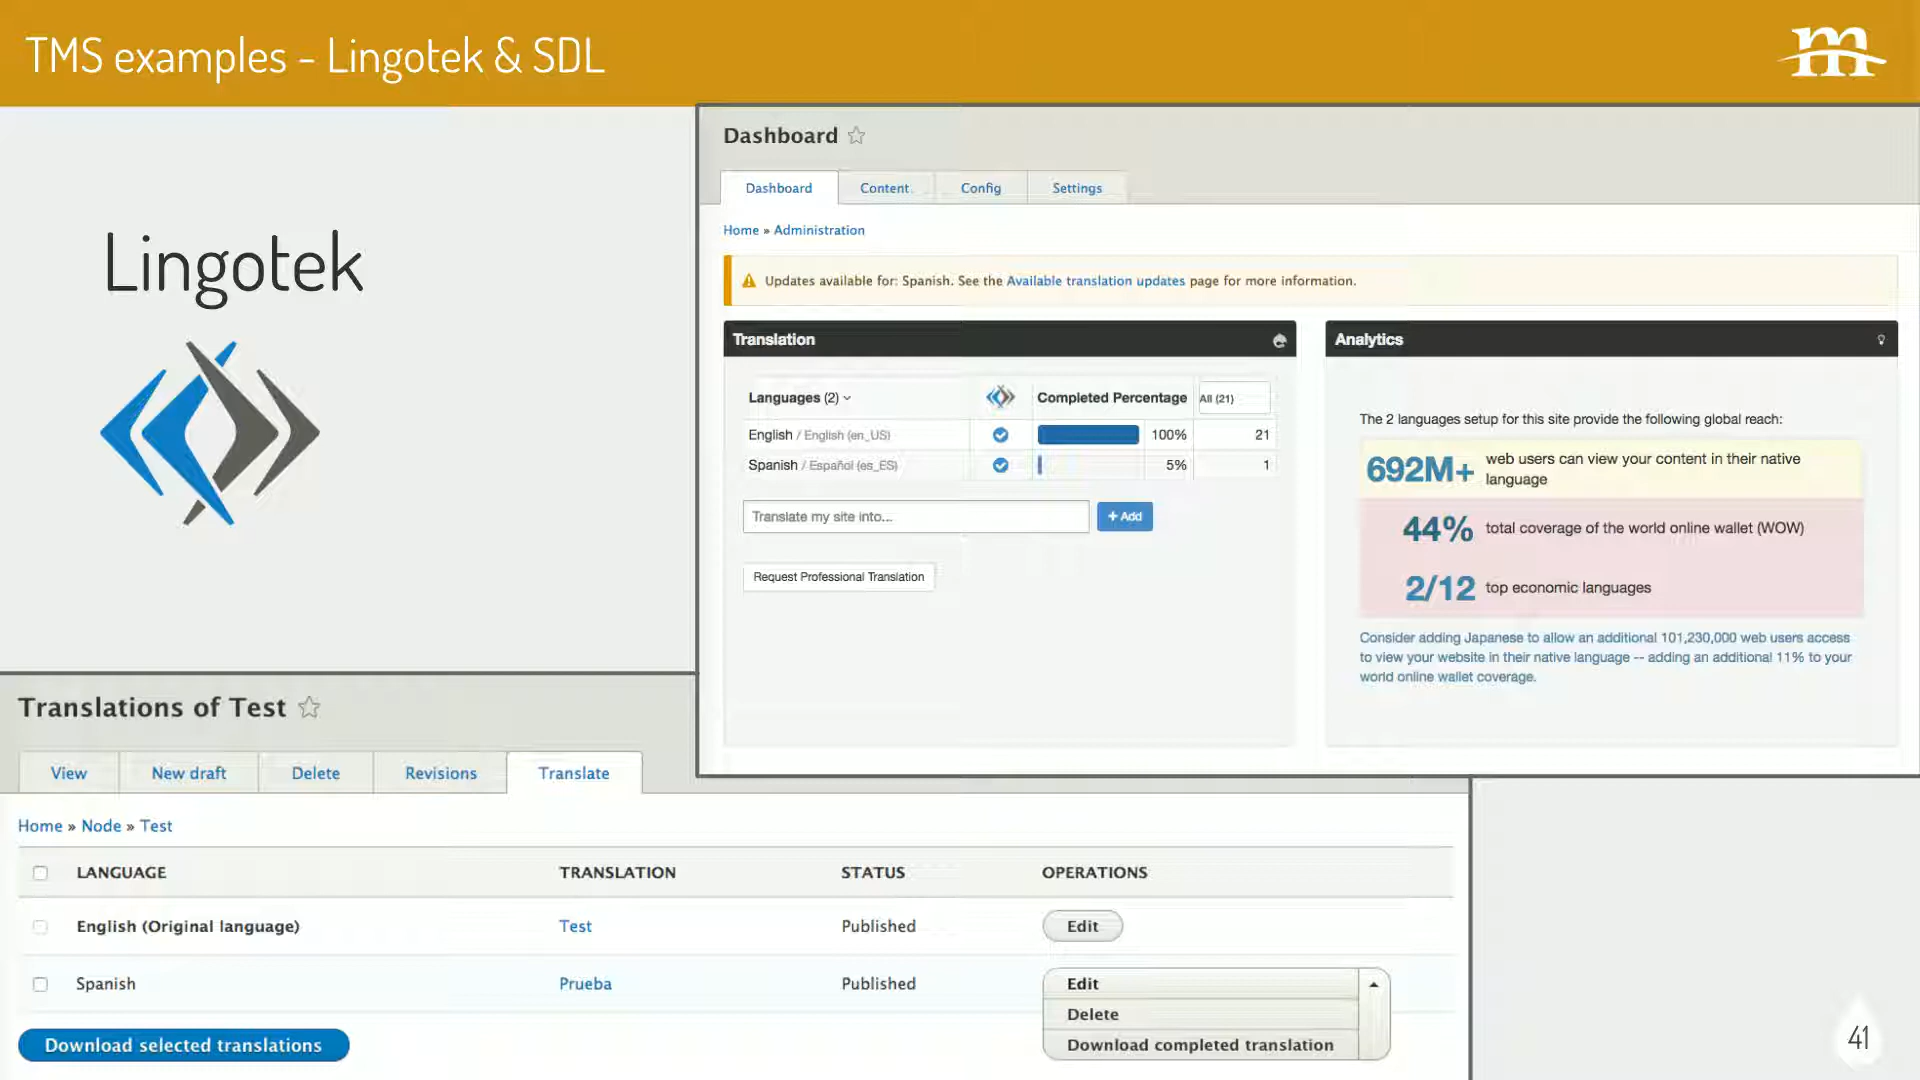 TMS examples - Lingotek & SDL
m
Lingotek
Dashboard
Dashboard
Content
Config
Settings
Home » Administration
Updates available for: Spanish. See the Available translation updates page for more information.
Translation
Languages (2)
Completed Percentage
All (21)
English / English (en_US)
100%
21
Spanish / Español (es_ES)
5%
1
Translate my site into...
+ Add
Request Professional Translation
Analytics
The 2 languages setup for this site provide the following global reach:
692M+
web users can view your content in their native
language
44%
total coverage of the world online wallet (WOW)
2/12
top economic languages
Consider adding Japanese to allow an additional 101,230,000 web users access
to view your website in their native language -- adding an additional 11% to your
world online wallet coverage.
Translations of Test
View
New draft
Delete
Revisions
Translate
Home » Node » Test
LANGUAGE
TRANSLATION
STATUS
OPERATIONS
English (Original language)
Test
Published
Edit
Spanish
Prueba
Published
Edit
Delete
Download completed translation
Download selected translations
41